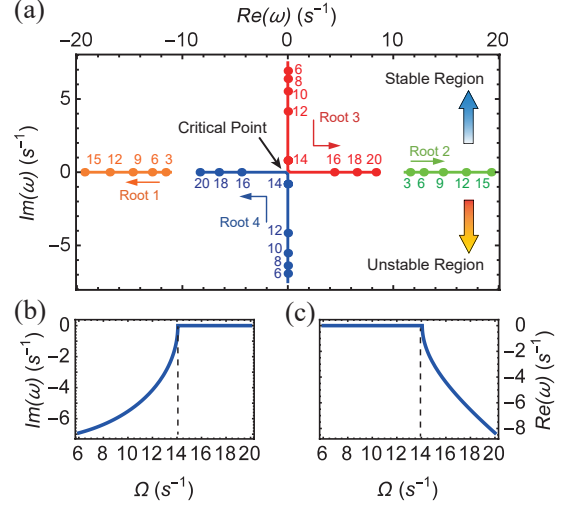 (a)
Re(ω) (s⁻¹)
−20 −10 0 10 20
Im(ω) (s⁻¹)
5
0
−5
6
8
10
12
14
Stable Region
Critical Point
Root 3
15 12 9 6 3
20 18 16
14
16 18 20
Root 2
3 6 9 12 15
Root 1
Root 4
12
10
8
6
Unstable Region
(b)
(c)
Im(ω) (s⁻¹)
0
−2
−4
−6
6 8 10 12 14 16 18 20
Ω (s⁻¹)
0
−2
−4
−6
−8
Re(ω) (s⁻¹)
6 8 10 12 14 16 18 20
Ω (s⁻¹)